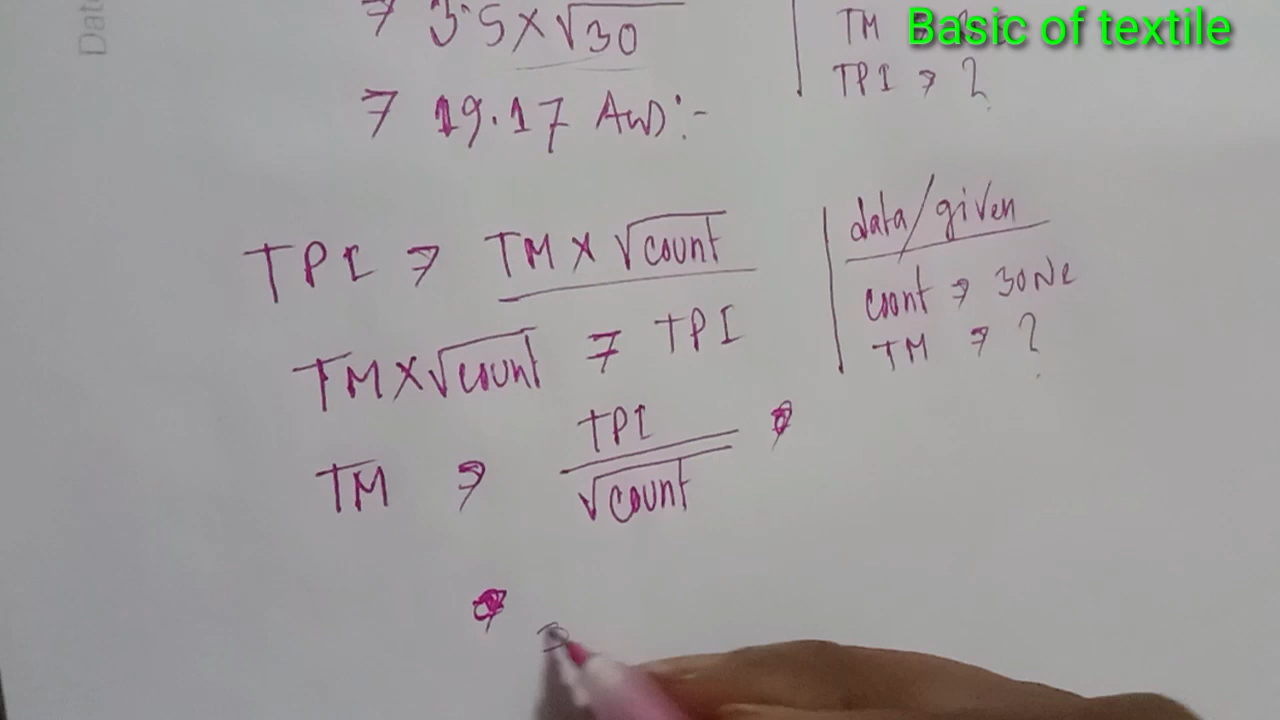 Date
⇒ 3.5 × √30
⇒ 19.17 Ans:-
TM
Basic of textile
TPI ⇒ ?
TPI ⇒ TM × √count
TM × √count ⇒ TPI
TM ⇒ TPI / √count
data/given
count ⇒ 30Ne
TM ⇒ ?